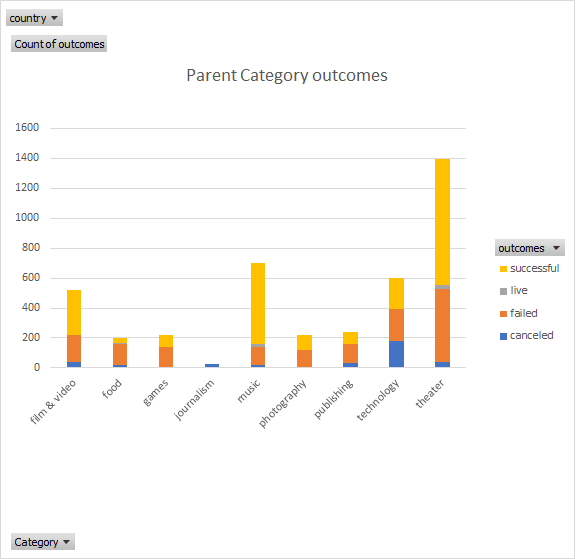 country
Count of outcomes
Parent Category outcomes
1600
1400
1200
1000
800
600
400
200
0
film & video
food
games
journalism
music
photography
publishing
technology
theater
outcomes
successful
live
failed
canceled
Category